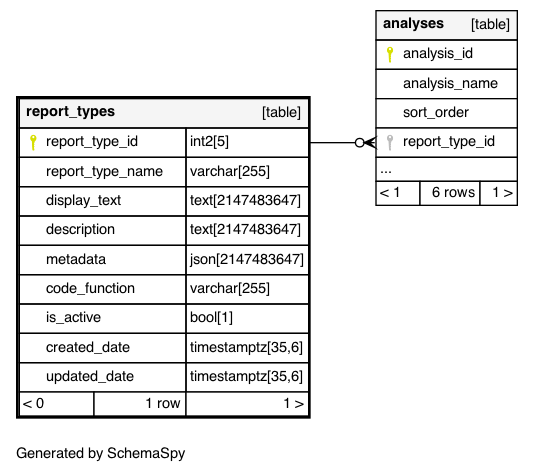 analyses [table]
analysis_id
analysis_name
sort_order
report_type_id
...
< 1 6 rows 1 >
report_types [table]
report_type_id int2[5]
report_type_name varchar[255]
display_text text[2147483647]
description text[2147483647]
metadata json[2147483647]
code_function varchar[255]
is_active bool[1]
created_date timestamptz[35,6]
updated_date timestamptz[35,6]
< 0 1 row 1 >
Generated by SchemaSpy